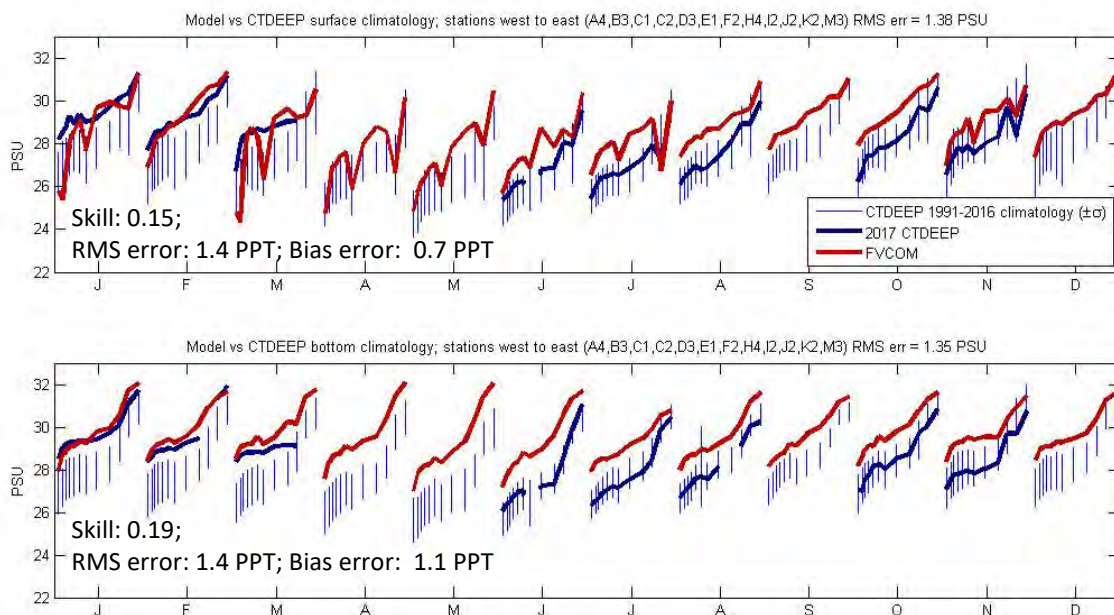 Model vs CTDEEP surface climatology; stations west to east (A4,B3,C1,C2,D3,E1,F2,H4,I2,J2,K2,M3) RMS err = 1.38 PSU
32
30
28
26
24
22
PSU
Skill: 0.15;
RMS error: 1.4 PPT; Bias error: 0.7 PPT
CTDEEP 1991-2016 climatology (±σ)
2017 CTDEEP
FVCOM
J F M A M J J A S O N D
Model vs CTDEEP bottom climatology; stations west to east (A4,B3,C1,C2,D3,E1,F2,H4,I2,J2,K2,M3) RMS err = 1.35 PSU
32
30
28
26
24
22
PSU
Skill: 0.19;
RMS error: 1.4 PPT; Bias error: 1.1 PPT
J F M A M J J A S O N D